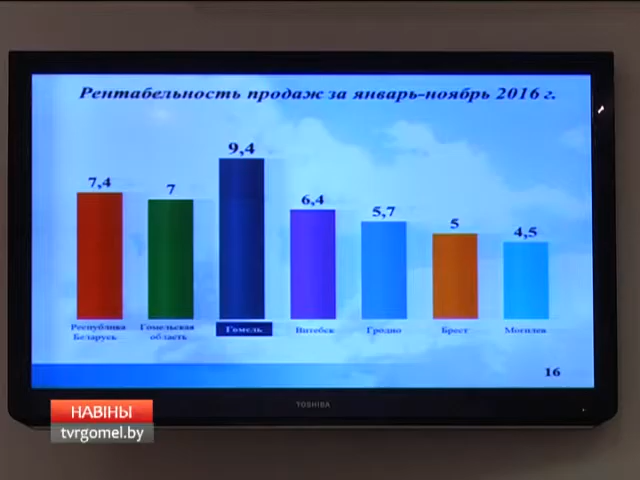 Рентабельность продаж за январь-ноябрь 2016 г.
7,4
7
9,4
6,4
5,7
5
4,5
Республика
Беларусь
Гомельская
область
Гомель
Витебск
Гродно
Брест
Могилев
16
TOSHIBA
НАВІНЫ
tvrgomel.by